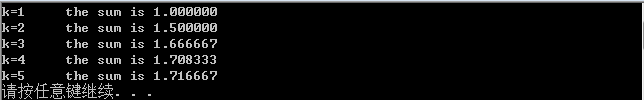 k=1     the sum is 1.000000
k=2     the sum is 1.500000
k=3     the sum is 1.666667
k=4     the sum is 1.708333
k=5     the sum is 1.716667
请按任意键继续. . .